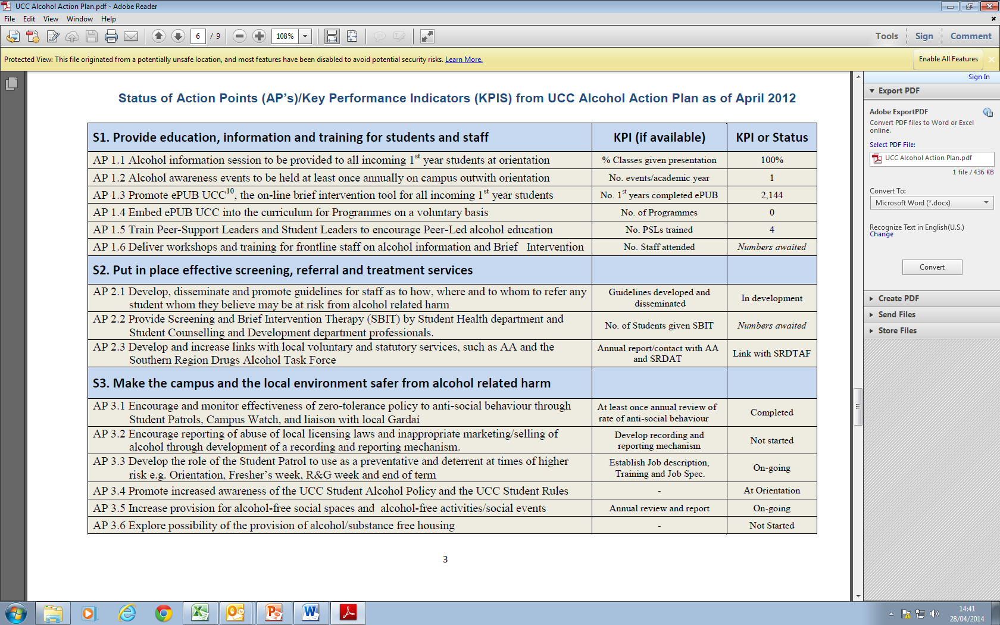 UCC Alcohol Action Plan.pdf - Adobe Reader
File Edit View Window Help
6 / 9 108% Tools Sign Comment
Protected View: This file originated from a potentially unsafe location, and most features have been disabled to avoid potential security risks. Learn More. Enable All Features
Status of Action Points (AP's)/Key Performance Indicators (KPIS) from UCC Alcohol Action Plan as of April 2012
S1. Provide education, information and training for students and staff KPI (if available) KPI or Status
AP 1.1 Alcohol information session to be provided to all incoming 1st year students at orientation % Classes given presentation 100%
AP 1.2 Alcohol awareness events to be held at least once annually on campus outwith orientation No. events/academic year 1
AP 1.3 Promote ePUB UCC10, the on-line brief intervention tool for all incoming 1st year students No. 1st years completed ePUB 2,144
AP 1.4 Embed ePUB UCC into the curriculum for Programmes on a voluntary basis No. of Programmes 0
AP 1.5 Train Peer-Support Leaders and Student Leaders to encourage Peer-Led alcohol education No. PSLs trained 4
AP 1.6 Deliver workshops and training for frontline staff on alcohol information and Brief Intervention No. Staff attended Numbers awaited
S2. Put in place effective screening, referral and treatment services
AP 2.1 Develop, disseminate and promote guidelines for staff as to how, where and to whom to refer any
student whom they believe may be at risk from alcohol related harm
Guidelines developed and
disseminated
In development
AP 2.2 Provide Screening and Brief Intervention Therapy (SBIT) by Student Health department and
Student Counselling and Development department professionals.
No. of Students given SBIT
Numbers awaited
AP 2.3 Develop and increase links with local voluntary and statutory services, such as AA and the
Southern Region Drugs Alcohol Task Force
Annual report/contact with AA
and SRDAT
Link with SRDTAF
S3. Make the campus and the local environment safer from alcohol related harm
AP 3.1 Encourage and monitor effectiveness of zero-tolerance policy to anti-social behaviour through
Student Patrols, Campus Watch, and liaison with local Gardaí
At least once annual review of
rate of anti-social behaviour
Completed
AP 3.2 Encourage reporting of abuse of local licensing laws and inappropriate marketing/selling of
alcohol through development of a recording and reporting mechanism.
Develop recording and
reporting mechanism
Not started
AP 3.3 Develop the role of the Student Patrol to use as a preventative and deterrent at times of higher
risk e.g. Orientation, Fresher's week, R&G week and end of term
Establish Job description,
Training and Job Spec.
On-going
AP 3.4 Promote increased awareness of the UCC Student Alcohol Policy and the UCC Student Rules - At Orientation
AP 3.5 Increase provision for alcohol-free social spaces and alcohol-free activities/social events Annual review and report On-going
AP 3.6 Explore possibility of the provision of alcohol/substance free housing - Not Started
3
Sign In
Export PDF
Adobe ExportPDF
Convert PDF files to Word or Excel
online.
Select PDF File:
UCC Alcohol Action Plan.pdf
1 file / 436 KB
Convert To:
Microsoft Word (*.docx)
Recognize Text in English(U.S.)
Change
Convert
Create PDF
Send Files
Store Files
14:41
28/04/2014